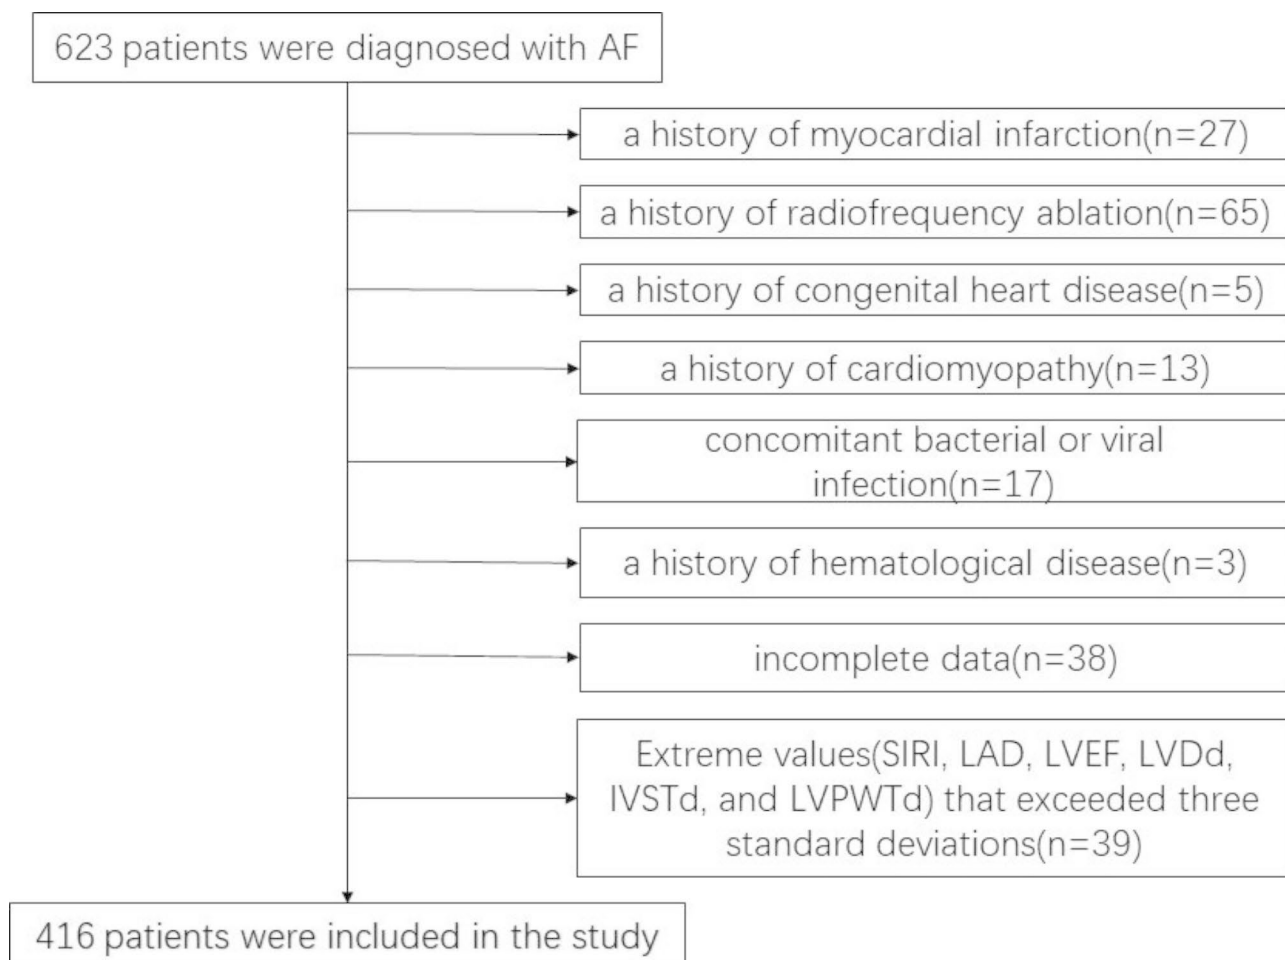 623 patients were diagnosed with AF
a history of myocardial infarction(n=27)
a history of radiofrequency ablation(n=65)
a history of congenital heart disease(n=5)
a history of cardiomyopathy(n=13)
concomitant bacterial or viral
infection(n=17)
a history of hematological disease(n=3)
incomplete data(n=38)
Extreme values(SIRI, LAD, LVEF, LVDd,
IVSTd, and LVPWTd) that exceeded three
standard deviations(n=39)
416 patients were included in the study